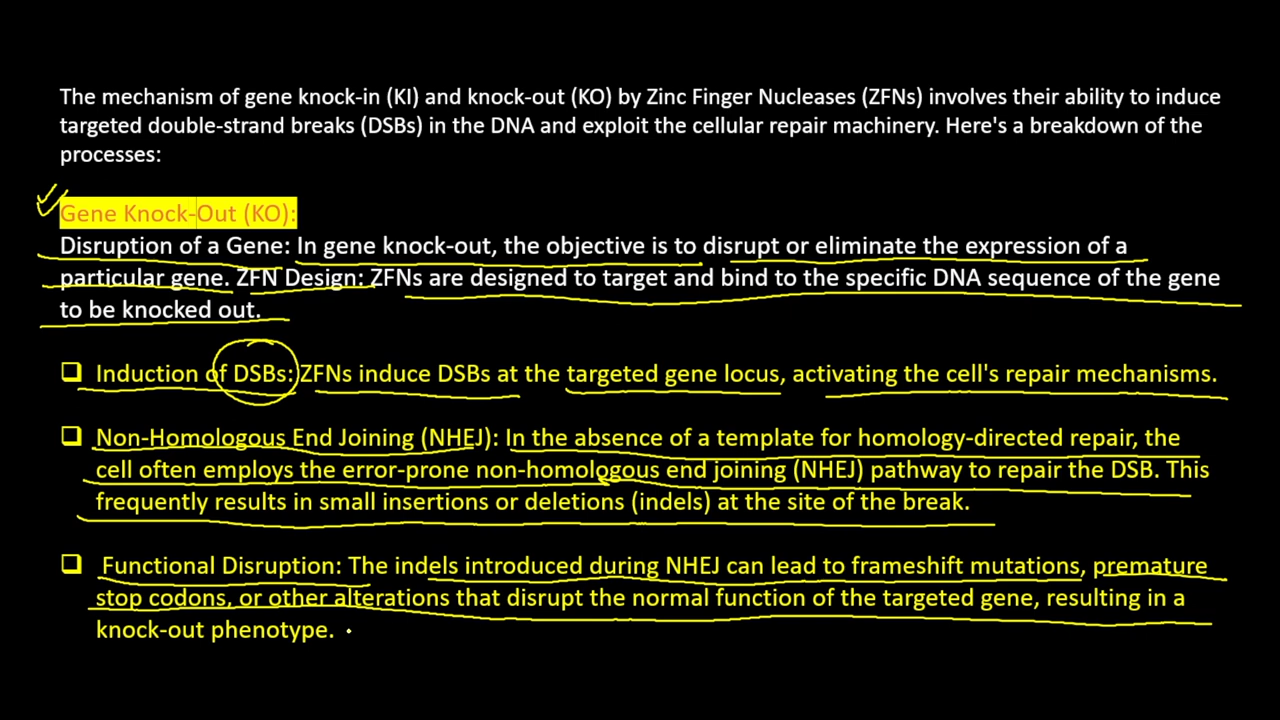 The mechanism of gene knock-in (KI) and knock-out (KO) by Zinc Finger Nucleases (ZFNs) involves their ability to induce
targeted double-strand breaks (DSBs) in the DNA and exploit the cellular repair machinery. Here's a breakdown of the
processes:
Gene Knock-Out (KO):
Disruption of a Gene: In gene knock-out, the objective is to disrupt or eliminate the expression of a
particular gene. ZFN Design: ZFNs are designed to target and bind to the specific DNA sequence of the gene
to be knocked out.
❑ Induction of DSBs: ZFNs induce DSBs at the targeted gene locus, activating the cell's repair mechanisms.
❑ Non-Homologous End Joining (NHEJ): In the absence of a template for homology-directed repair, the
cell often employs the error-prone non-homologous end joining (NHEJ) pathway to repair the DSB. This
frequently results in small insertions or deletions (indels) at the site of the break.
❑ Functional Disruption: The indels introduced during NHEJ can lead to frameshift mutations, premature
stop codons, or other alterations that disrupt the normal function of the targeted gene, resulting in a
knock-out phenotype.